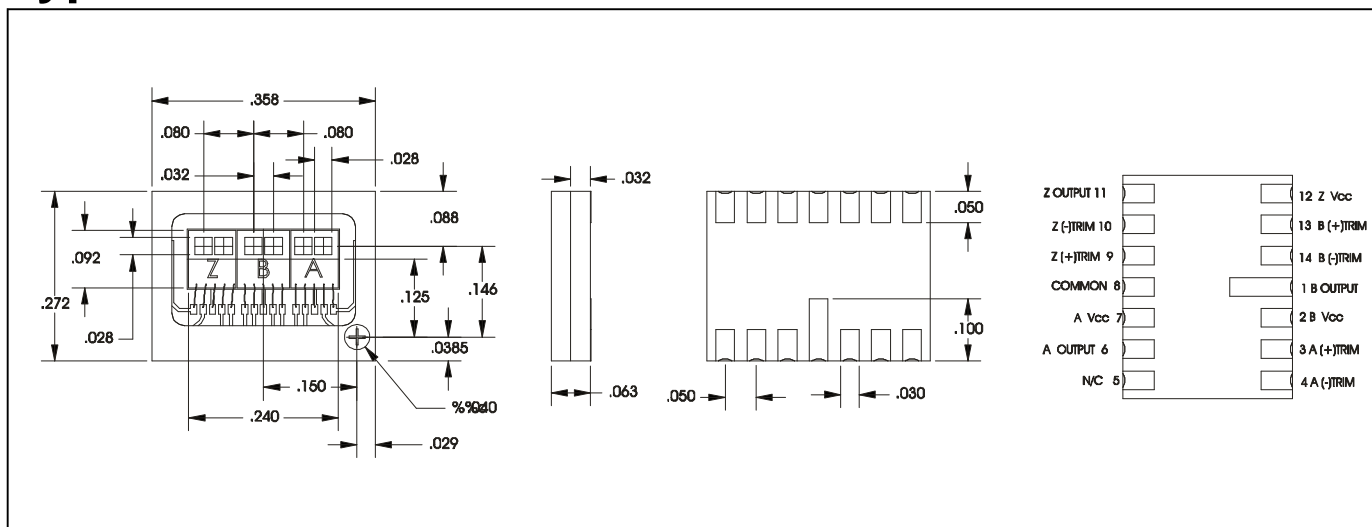 .358
.080
.080
.032
.028
.088
.092
.272
.028
.125
.146
.0385
.150
.240
.029
.032
.063
.050
.100
.050
.030
Z OUTPUT 11
Z (-)TRIM 10
Z (+)TRIM 9
COMMON 8
A Vcc 7
A OUTPUT 6
N/C 5
12 Z Vcc
13 B (+)TRIM
14 B (-)TRIM
1 B OUTPUT
2 B Vcc
3 A (+)TRIM
4 A (-)TRIM
Z B A